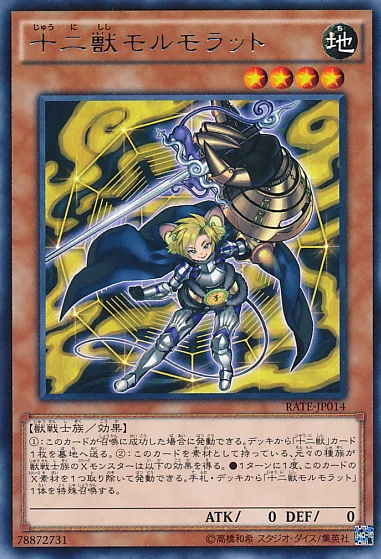 じゅう に しし
十二獣モルモラット
ち
地
RATE-JP014
【獣戦士族／効果】
①：このカードが召喚に成功した場合に発動できる。デッキから「十二獣」カード
1枚を墓地へ送る。②：このカードを素材として持っている、元々の種族が
獣戦士族のXモンスターは以下の効果を得る。●1ターンに1度、このカードの
X素材を1つ取り除いて発動できる。手札・デッキから「十二獣モルモラット」
1体を特殊召喚する。
ATK/ 0 DEF/ 0
78872731 ©高橋和希 スタジオ・ダイス/集英社